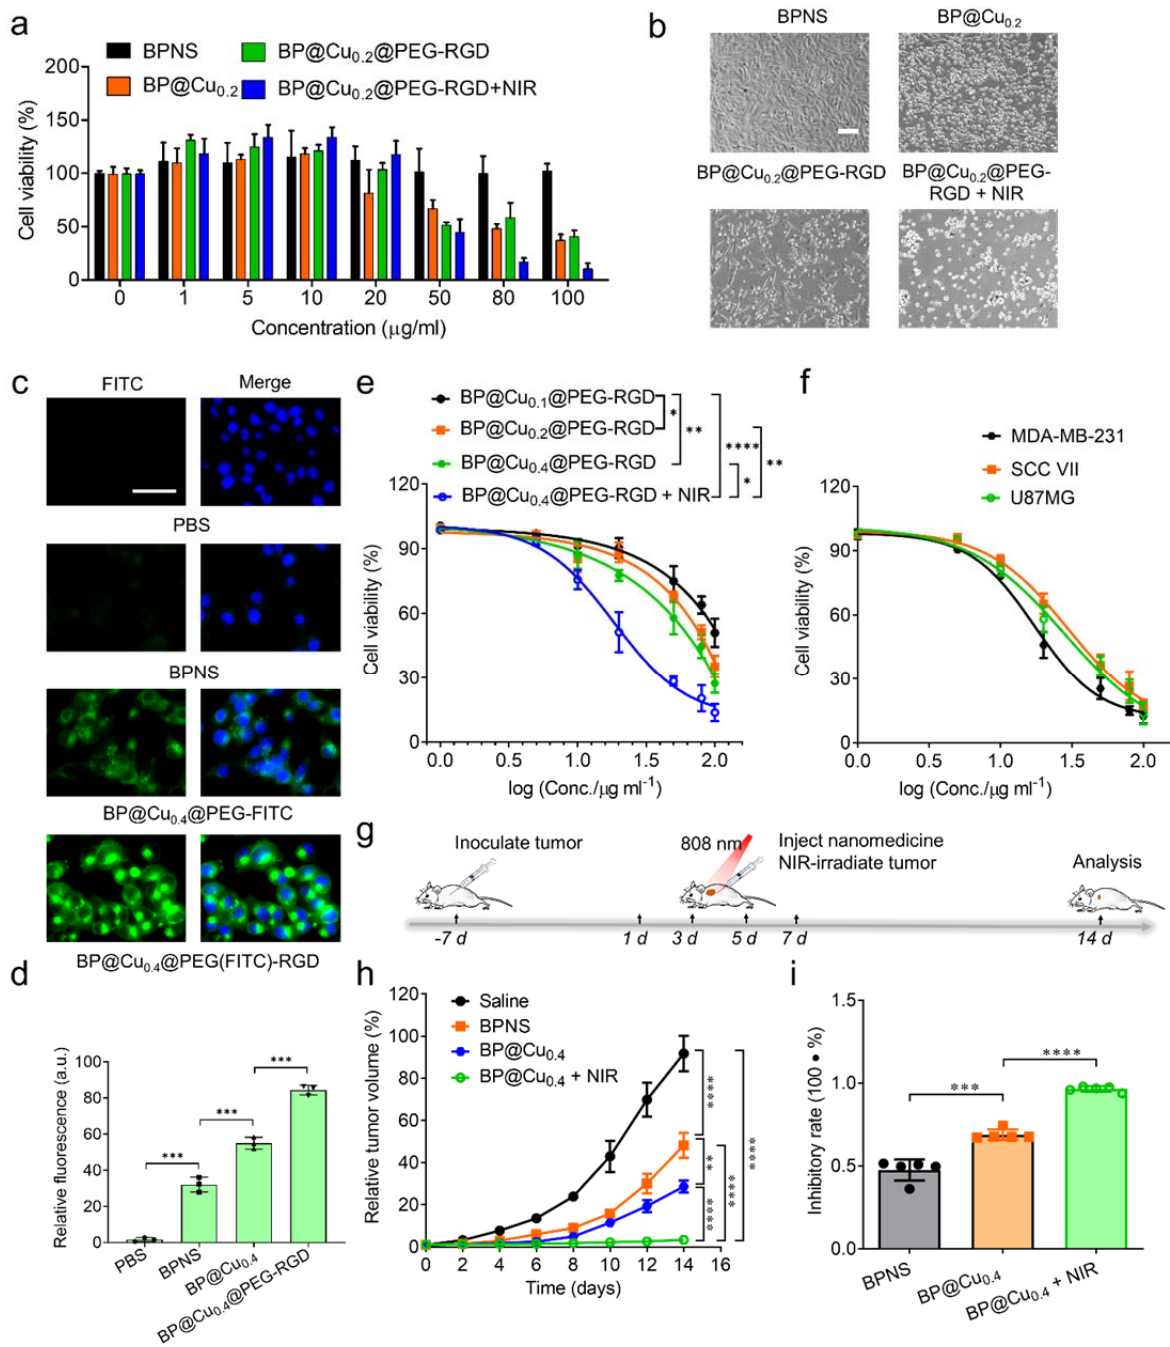 a
BPNS
BP@Cu0.2@PEG-RGD
BP@Cu0.2
BP@Cu0.2@PEG-RGD+NIR
Cell viability (%)
200
150
100
50
0
0 1 5 10 20 50 80 100
Concentration (μg/ml)
b
BPNS
BP@Cu0.2
BP@Cu0.2@PEG-RGD
BP@Cu0.2@PEG-
RGD + NIR
c
FITC
Merge
PBS
BPNS
BP@Cu0.4@PEG-FITC
BP@Cu0.4@PEG(FITC)-RGD
d
Relative fluorescence (a.u.)
100
80
60
40
20
0
***
***
***
PBS
BPNS
BP@Cu0.4
BP@Cu0.4@PEG-RGD
e
BP@Cu0.1@PEG-RGD
BP@Cu0.2@PEG-RGD
BP@Cu0.4@PEG-RGD
BP@Cu0.4@PEG-RGD + NIR
*
**
****
*
**
Cell viability (%)
120
90
60
30
0
0.0 0.5 1.0 1.5 2.0
log (Conc./μg ml-1)
f
MDA-MB-231
SCC VII
U87MG
Cell viability (%)
120
90
60
30
0
0.0 0.5 1.0 1.5 2.0
log (Conc./μg ml-1)
g
Inoculate tumor
808 nm
Inject nanomedicine
NIR-irradiate tumor
Analysis
-7 d 1 d 3 d 5 d 7 d 14 d
h
Saline
BPNS
BP@Cu0.4
BP@Cu0.4 + NIR
Relative tumor volume (%)
120
100
80
60
40
20
0
0 2 4 6 8 10 12 14 16
Time (days)
****
**
****
****
****
i
Inhibitory rate (100 • %)
1.5
1.0
0.5
0.0
***
****
BPNS
BP@Cu0.4
BP@Cu0.4 + NIR